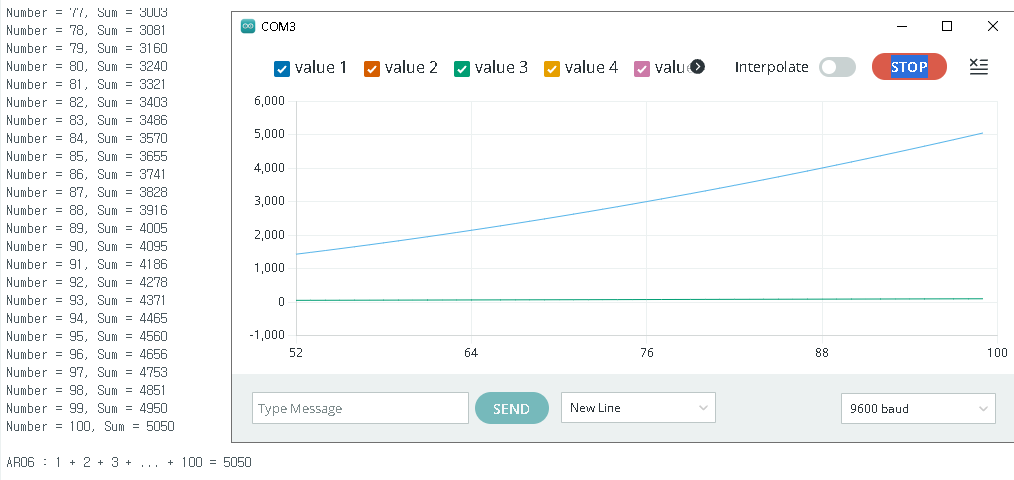 Number = 77, Sum = 3003
Number = 78, Sum = 3081
Number = 79, Sum = 3160
Number = 80, Sum = 3240
Number = 81, Sum = 3321
Number = 82, Sum = 3403
Number = 83, Sum = 3486
Number = 84, Sum = 3570
Number = 85, Sum = 3655
Number = 86, Sum = 3741
Number = 87, Sum = 3828
Number = 88, Sum = 3916
Number = 89, Sum = 4005
Number = 90, Sum = 4095
Number = 91, Sum = 4186
Number = 92, Sum = 4278
Number = 93, Sum = 4371
Number = 94, Sum = 4465
Number = 95, Sum = 4560
Number = 96, Sum = 4656
Number = 97, Sum = 4753
Number = 98, Sum = 4851
Number = 99, Sum = 4950
Number = 100, Sum = 5050
AR06 : 1 + 2 + 3 + ... + 100 = 5050
COM3
value 1 value 2 value 3 value 4 valu Interpolate STOP
6,000
5,000
4,000
3,000
2,000
1,000
0
-1,000
52 64 76 88 100
Type Message SEND New Line 9600 baud